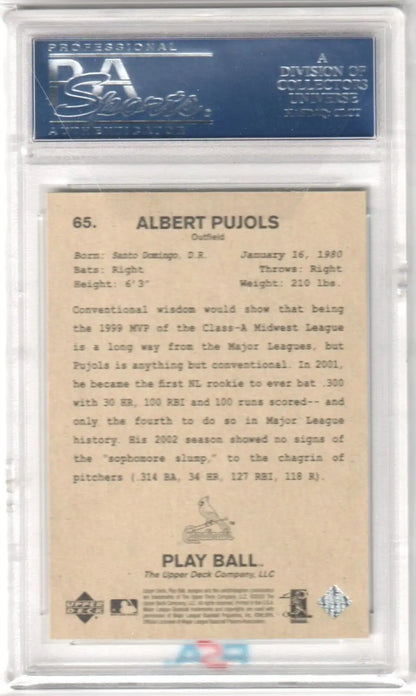 PROFESSIONAL
PSA
Sports
AUTHENTICATOR
A
DIVISION OF
COLLECTORS
UNIVERSE
65. ALBERT PUJOLS
Outfield
Born: Santo Domingo, D.R. January 16, 1980
Bats: Right Throws: Right
Height: 6'3" Weight: 210 lbs.
Conventional wisdom would show that being
the 1999 MVP of the Class-A Midwest League
is a long way from the Major Leagues, but
Pujols is anything but conventional. In 2001,
he became the first NL rookie to ever bat .300
with 30 HR, 100 RBI and 100 runs scored-- and
only the fourth to do so in Major League
history. His 2002 season showed no signs of
the "sophomore slump," to the chagrin of
pitchers (.314 BA, 34 HR, 127 RBI, 118 R).
Cardinals
PLAY BALL™
The Upper Deck Company, LLC
UPPER
DECK